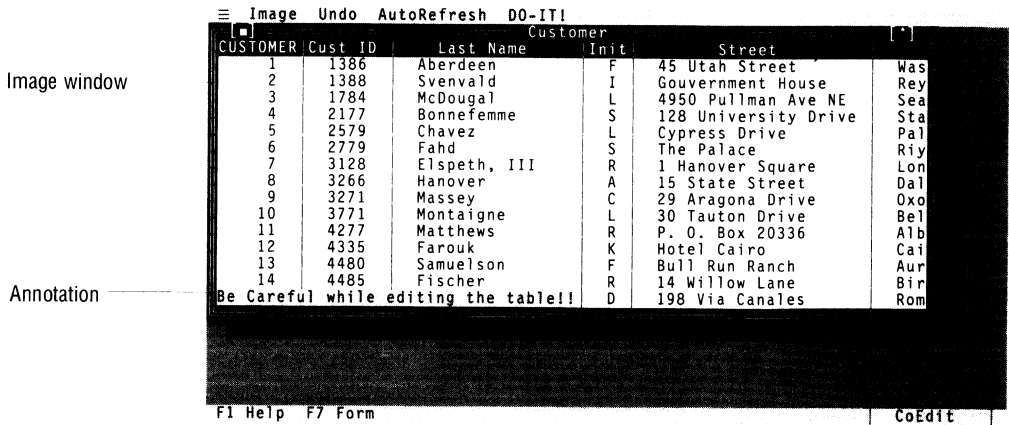 ≡ Image Undo AutoRefresh DO-IT!
Customer
CUSTOMER Cust ID Last Name Init Street
1 1386 Aberdeen F 45 Utah Street Was
2 1388 Svenvald I Gouvernment House Rey
3 1784 McDougal L 4950 Pullman Ave NE Sea
4 2177 Bonnefemme S 128 University Drive Sta
5 2579 Chavez L Cypress Drive Pal
6 2779 Fahd S The Palace Riy
7 3128 Elspeth, III R 1 Hanover Square Lon
8 3266 Hanover A 15 State Street Dal
9 3271 Massey C 29 Aragona Drive Oxo
10 3771 Montaigne L 30 Tauton Drive Bel
11 4277 Matthews R P. O. Box 20336 Alb
12 4335 Farouk K Hotel Cairo Cai
13 4480 Samuelson F Bull Run Ranch Aur
14 4485 Fischer R 14 Willow Lane Bir
Be Careful while editing the table!! D 198 Via Canales Rom
F1 Help F7 Form CoEdit
Image window
Annotation